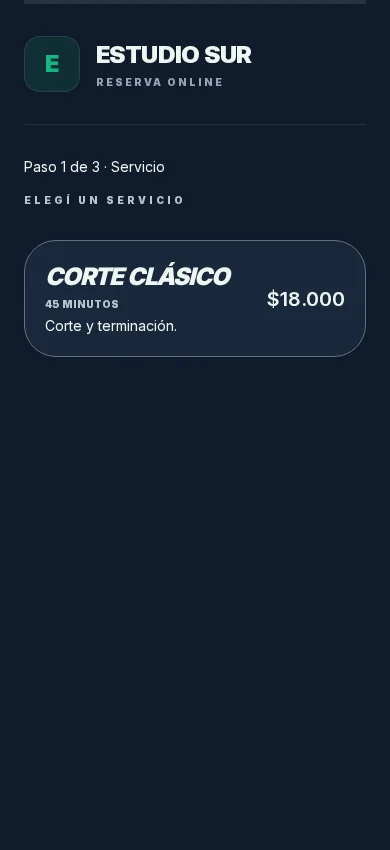 E
ESTUDIO SUR
RESERVA ONLINE
Paso 1 de 3 · Servicio
ELEGÍ UN SERVICIO
CORTE CLÁSICO
45 MINUTOS
$18.000
Corte y terminación.